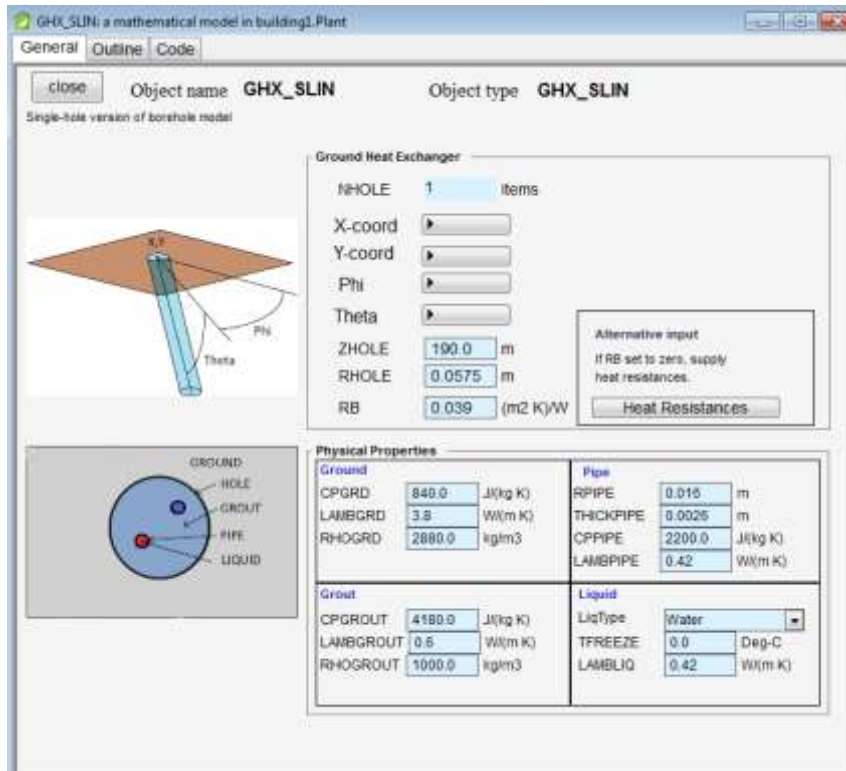 GHX_SLIN: a mathematical model in building1.Plant
General Outline Code
close Object name GHX_SLIN Object type GHX_SLIN
Single-hole version of borehole model
Ground Heat Exchanger
NHOLE 1 items
X-coord
Y-coord
Phi
Theta
ZHOLE 190.0 m
RHOLE 0.0575 m
RB 0.039 (m2 K)/W
Alternative input
If RB set to zero, supply
heat resistances.
Heat Resistances
X,Y
Phi
Theta
GROUND
HOLE
GROUT
PIPE
LIQUID
Physical Properties
Ground
CPGRD 840.0 J/(kg K)
LAMBGRD 3.8 W/(m K)
RHOGRD 2880.0 kg/m3
Pipe
RPIPE 0.016 m
THICKPIPE 0.0026 m
CPPIPE 2200.0 J/(kg K)
LAMBPIPE 0.42 W/(m K)
Grout
CPGROUT 4180.0 J/(kg K)
LAMBGROUT 0.6 W/(m K)
RHOGROUT 1000.0 kg/m3
Liquid
LiqType Water
TFREEZE 0.0 Deg-C
LAMBLIQ 0.42 W/(m K)